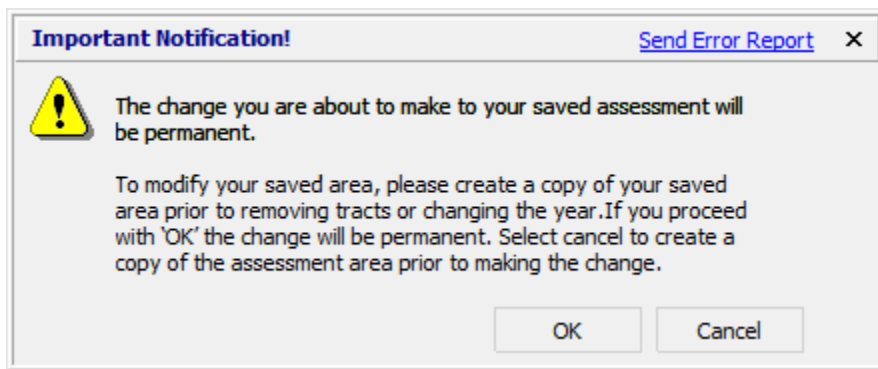 Important Notification!
Send Error Report
The change you are about to make to your saved assessment will
be permanent.
To modify your saved area, please create a copy of your saved
area prior to removing tracts or changing the year.If you proceed
with ‘OK’ the change will be permanent. Select cancel to create a
copy of the assessment area prior to making the change.
OK
Cancel